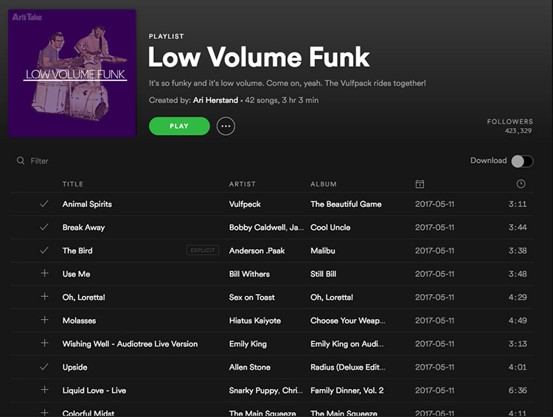 Ari's Take
LOW VOLUME FUNK
PLAYLIST
Low Volume Funk
It's so funky and it's low volume. Come on, yeah. The Vulfpack rides together!
Created by: Ari Herstand • 42 songs, 3 hr 3 min
PLAY
FOLLOWERS
423,329
Filter
Download
TITLE ARTIST ALBUM
Animal Spirits Vulfpeck The Beautiful Game 2017-05-11 3:11
Break Away Bobby Caldwell, Ja... Cool Uncle 2017-05-11 3:44
The Bird EXPLICIT Anderson .Paak Malibu 2017-05-11 3:38
Use Me Bill Withers Still Bill 2017-05-11 3:48
Oh, Loretta! Sex on Toast Oh, Loretta! 2017-05-11 4:29
Molasses Hiatus Kaiyote Choose Your Weap... 2017-05-11 4:49
Wishing Well - Audiotree Live Version Emily King Emily King on Audi... 2017-05-11 3:13
Upside Allen Stone Radius (Deluxe Edit... 2017-05-11 4:01
Liquid Love - Live Snarky Puppy, Chri... Family Dinner, Vol. 2 2017-05-11 6:36
Colorful Midst The Main Squeeze The Main Squeeze 2017-05-11 5:04